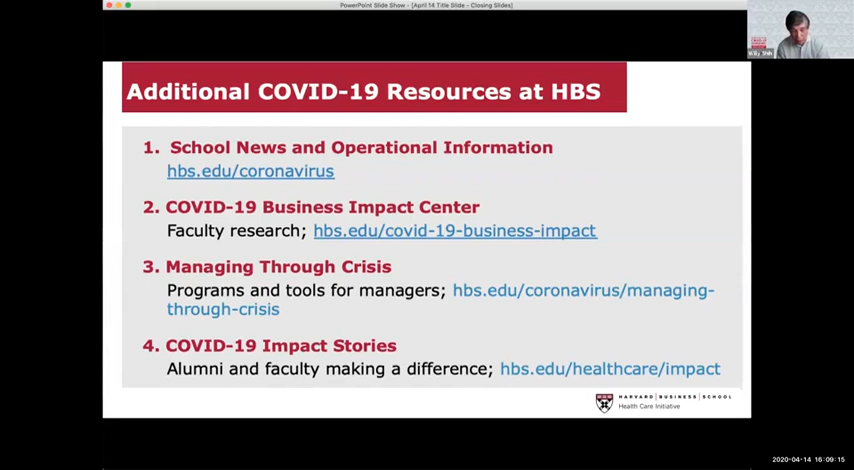 PowerPoint Slide Show - [April 14 Title Slide - Closing Slides]
Willy Shih
Additional COVID-19 Resources at HBS
1. School News and Operational Information
hbs.edu/coronavirus
2. COVID-19 Business Impact Center
Faculty research; hbs.edu/covid-19-business-impact
3. Managing Through Crisis
Programs and tools for managers; hbs.edu/coronavirus/managing-
through-crisis
4. COVID-19 Impact Stories
Alumni and faculty making a difference; hbs.edu/healthcare/impact
HARVARD | BUSINESS | SCHOOL
Health Care Initiative
2020-04-14 16:09:15